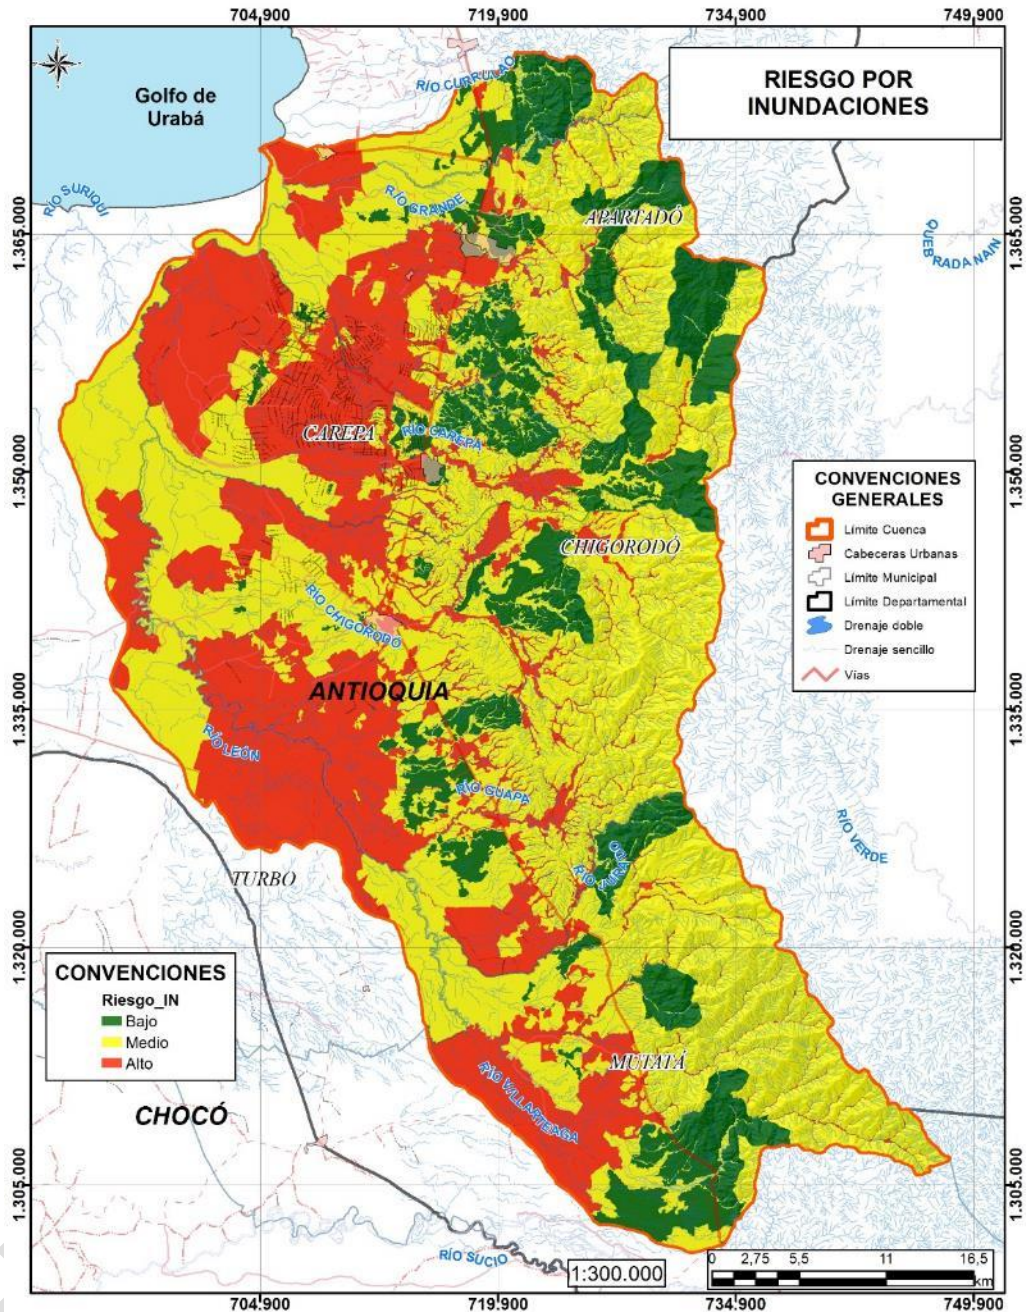 704,900 719,900 734,900 749,900
RIESGO POR
INUNDACIONES
Golfo de
Urabá
RÍO CURRULAO
RÍO SURIQUI
RÍO GRANDE
APARTADÓ
QUEBRADA NAIN
1.365.000
1.365.000
CAREPA
RÍO CAREPA
1.350.000
1.350.000
CONVENCIONES
GENERALES
Límite Cuenca
Cabeceras Urbanas
Límite Municipal
Límite Departamental
Drenaje doble
Drenaje sencillo
Vías
CHIGORODÓ
RÍO CHIGORODÓ
ANTIOQUIA
1.335.000
1.335.000
RÍO LEÓN
RÍO GUAPA
RÍO VERDE
TURBO
1.320.000
1.320.000
CONVENCIONES
Riesgo_IN
Bajo
Medio
Alto
MUTATÁ
RÍO VILLARTEAGA
CHOCÓ
1.305.000
1.305.000
RÍO SUCIO
1:300.000
0 2,75 5,5 11 16,5
km
704,900 719,900 734,900 749,900